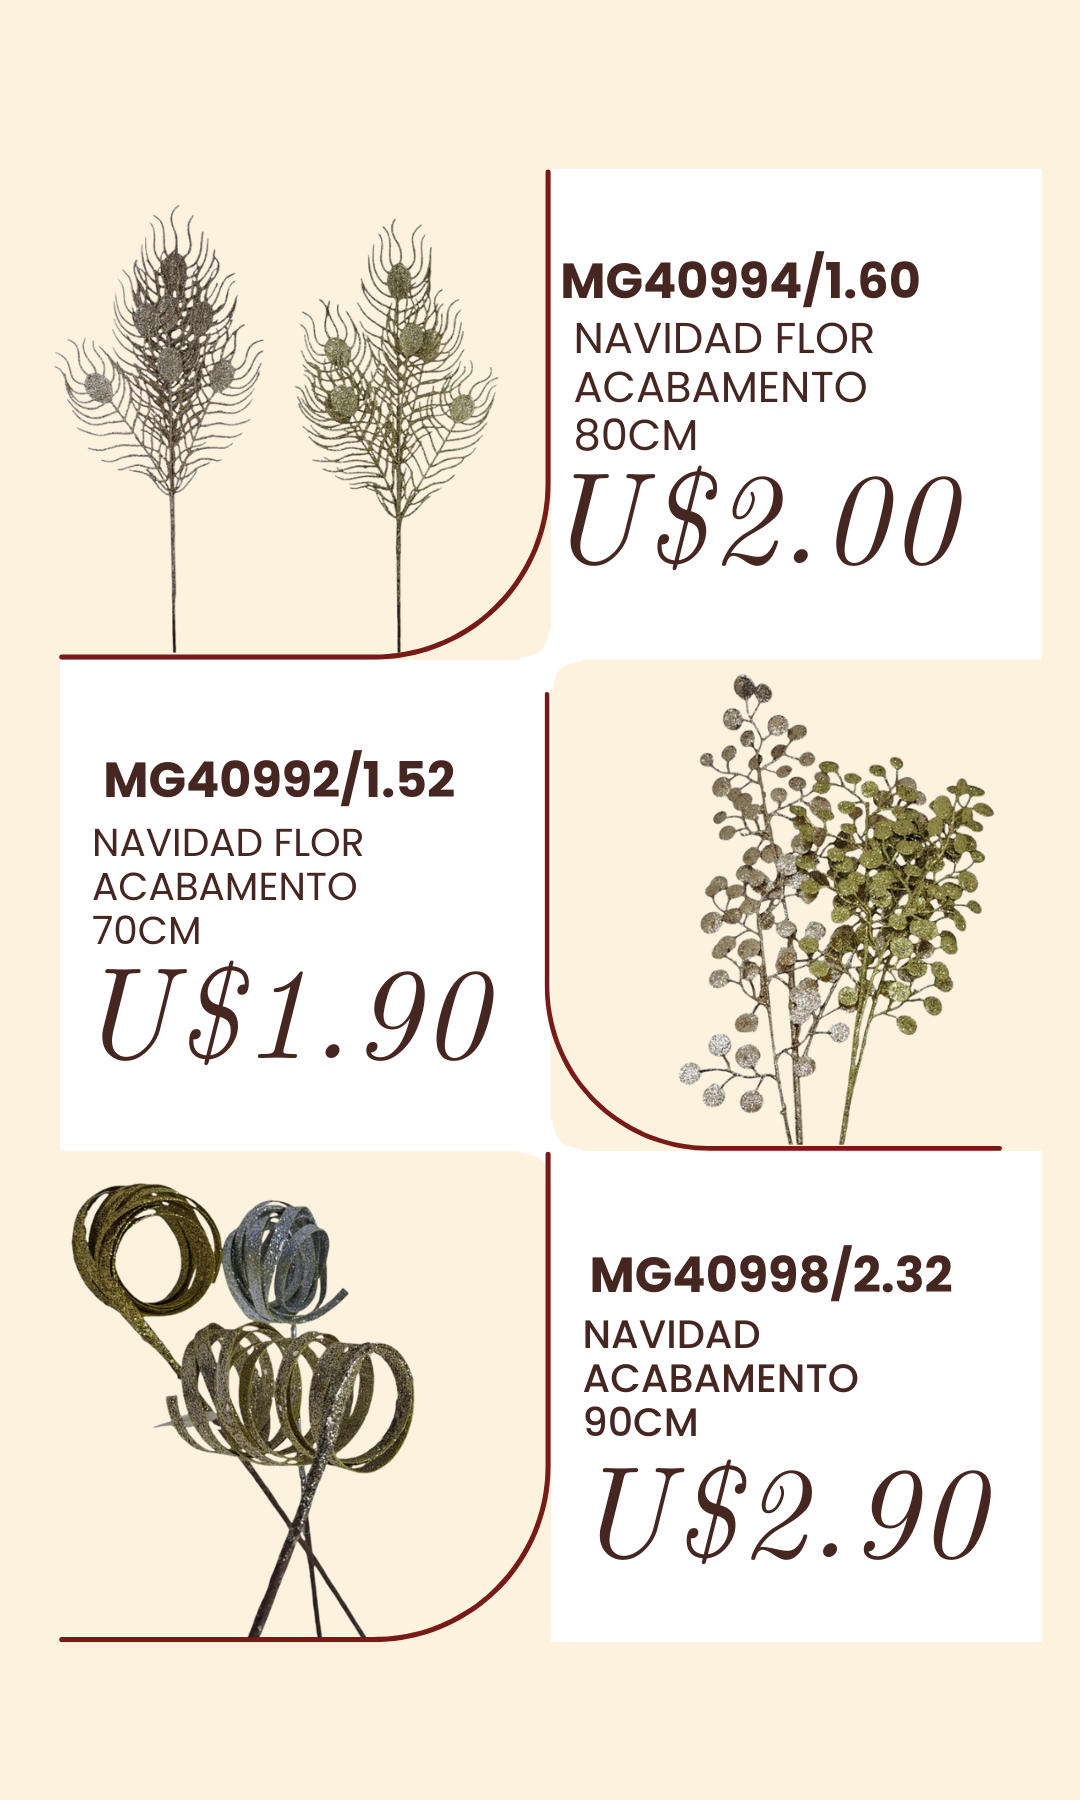 MG40994/1.60
NAVIDAD FLOR
ACABAMENTO
80CM
U$2.00
MG40992/1.52
NAVIDAD FLOR
ACABAMENTO
70CM
U$1.90
MG40998/2.32
NAVIDAD
ACABAMENTO
90CM
U$2.90